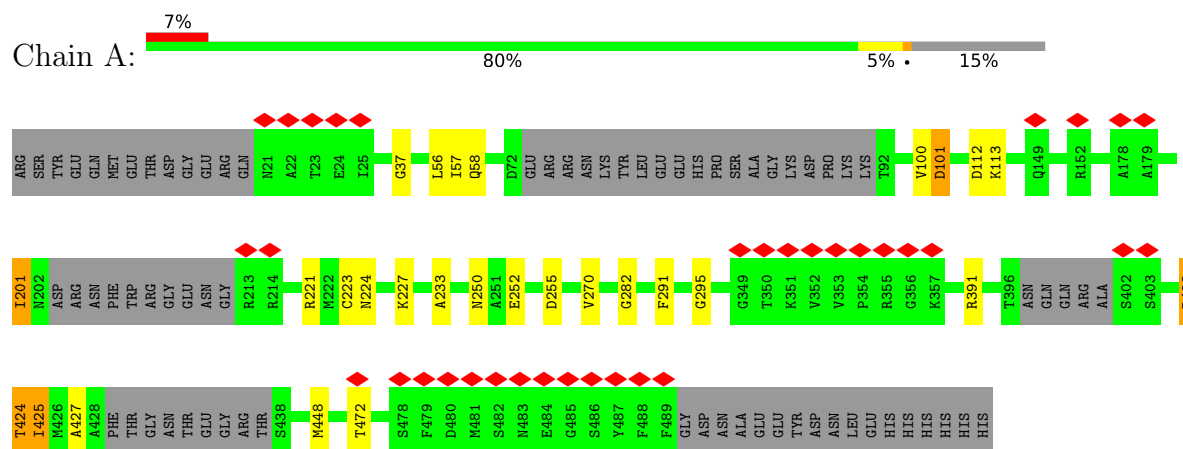 7%
Chain A:
80% 5% • 15%
ARG SER TYR GLU GLN MET GLU THR ASP GLY GLU ARG GLN N21 A22 T23 E24 I25 G37 L56 I57 Q58 D72 GLU ARG ARG ASN LYS TYR LEU GLU GLU HIS PRO SER ALA GLY LYS ASP PRO LYS LYS T92 V100 D101 D112 K113 Q149 R152 A178 A179
I201 N202 ASP ARG ASN PHE TRP ARG GLY GLU ASN GLY R213 R214 R221 M222 C223 N224 K227 A233 N250 A251 E252 D255 V270 G282 F291 G295 G349 T350 K351 V352 V353 P354 R355 G356 K357 R391 T396 ASN GLN GLN ARG ALA S402 S403
T424 I425 M426 A427 A428 PHE THR GLY ASN THR GLU GLY ARG THR S438 M448 T472 S478 F479 D480 M481 S482 N483 E484 G485 S486 Y487 F488 F489 GLY ASP ASN ALA GLU GLU TYR ASP ASN LEU GLU HIS HIS HIS HIS HIS HIS